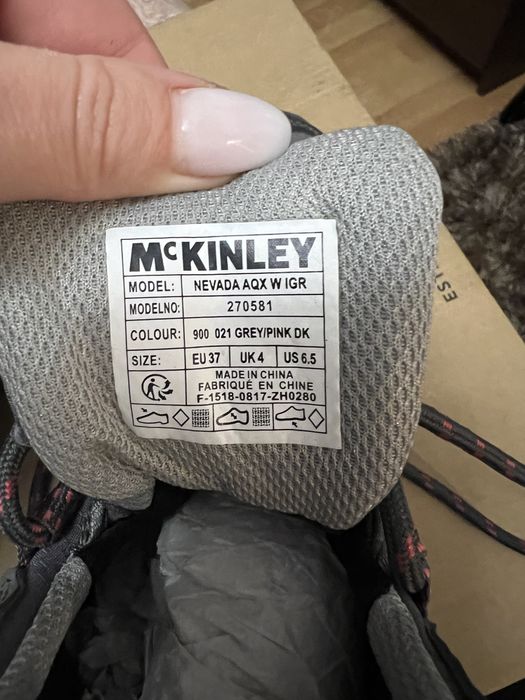 McKINLEY
MODEL: NEVADA AQX W IGR
MODELNO: 270581
COLOUR: 900 021 GREY/PINK DK
SIZE: EU 37 UK 4 US 6.5
MADE IN CHINA
FABRIQUÉ EN CHINE
F-1518-0817-ZH0280
EST